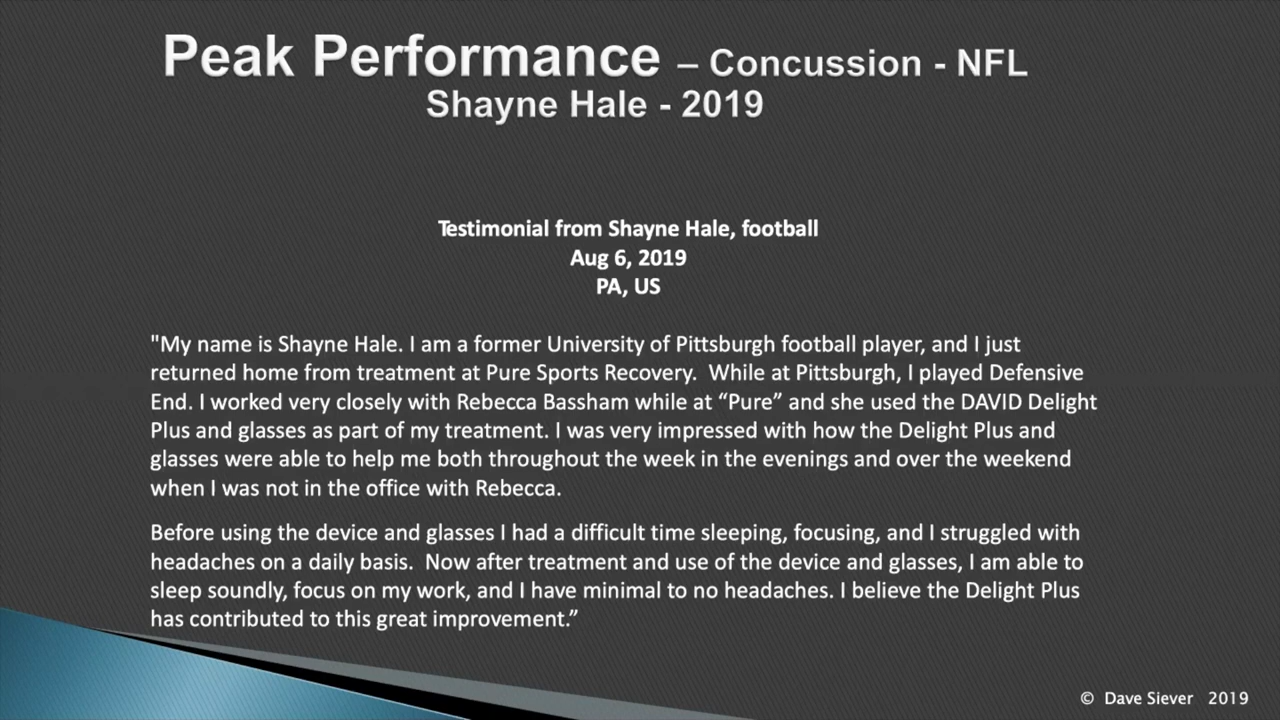 Peak Performance – Concussion - NFL
Shayne Hale - 2019
Testimonial from Shayne Hale, football
Aug 6, 2019
PA, US
"My name is Shayne Hale. I am a former University of Pittsburgh football player, and I just
returned home from treatment at Pure Sports Recovery.  While at Pittsburgh, I played Defensive
End. I worked very closely with Rebecca Bassham while at “Pure” and she used the DAVID Delight
Plus and glasses as part of my treatment. I was very impressed with how the Delight Plus and
glasses were able to help me both throughout the week in the evenings and over the weekend
when I was not in the office with Rebecca.
Before using the device and glasses I had a difficult time sleeping, focusing, and I struggled with
headaches on a daily basis.  Now after treatment and use of the device and glasses, I am able to
sleep soundly, focus on my work, and I have minimal to no headaches. I believe the Delight Plus
has contributed to this great improvement.”
© Dave Siever 2019